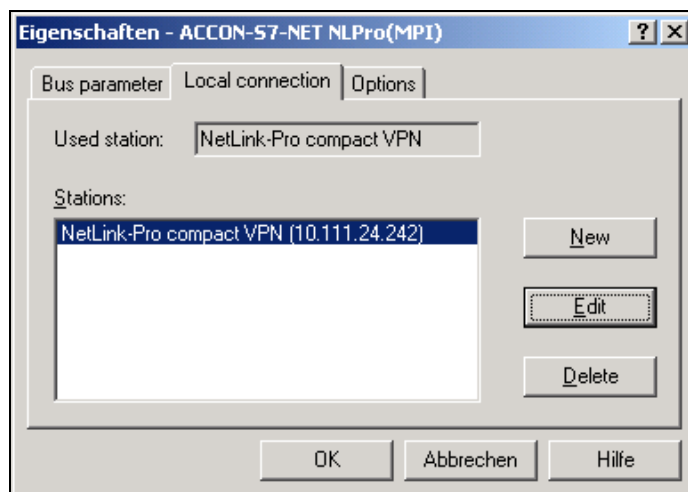 Eigenschaften - ACCON-S7-NET NLPro(MPI)
Bus parameter Local connection Options
Used station: NetLink-Pro compact VPN
Stations:
NetLink-Pro compact VPN (10.111.24.242)
New
Edit
Delete
OK Abbrechen Hilfe